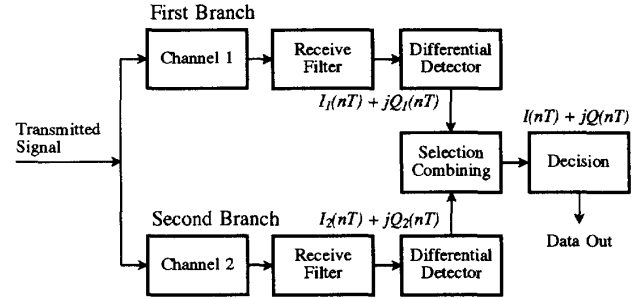 First Branch
Channel 1
Receive
Filter
Differential
Detector
I₁(nT) + jQ₁(nT)
I(nT) + jQ(nT)
Transmitted
Signal
Selection
Combining
Decision
Second Branch
I₂(nT) + jQ₂(nT)
Data Out
Channel 2
Receive
Filter
Differential
Detector